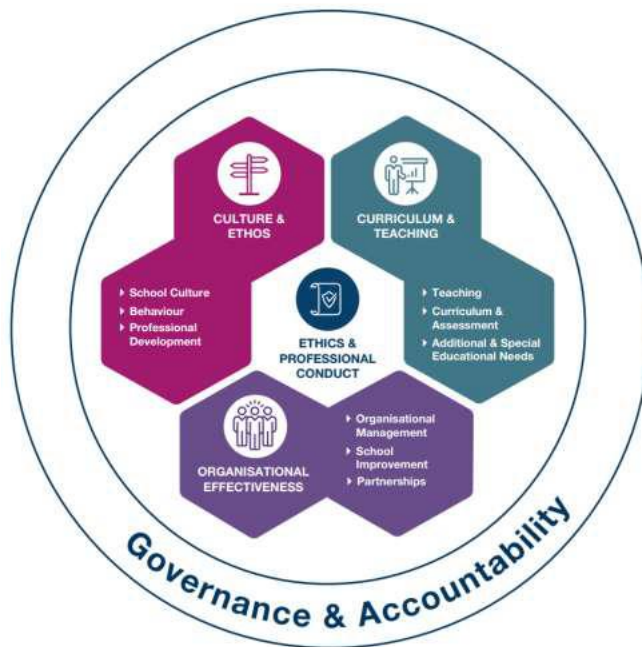 CULTURE &
ETHOS
School Culture
Behaviour
Professional
Development
CURRICULUM &
TEACHING
Teaching
Curriculum &
Assessment
Additional & Special
Educational Needs
ETHICS &
PROFESSIONAL
CONDUCT
ORGANISATIONAL
EFFECTIVENESS
Organisational
Management
School
Improvement
Partnerships
Governance & Accountability